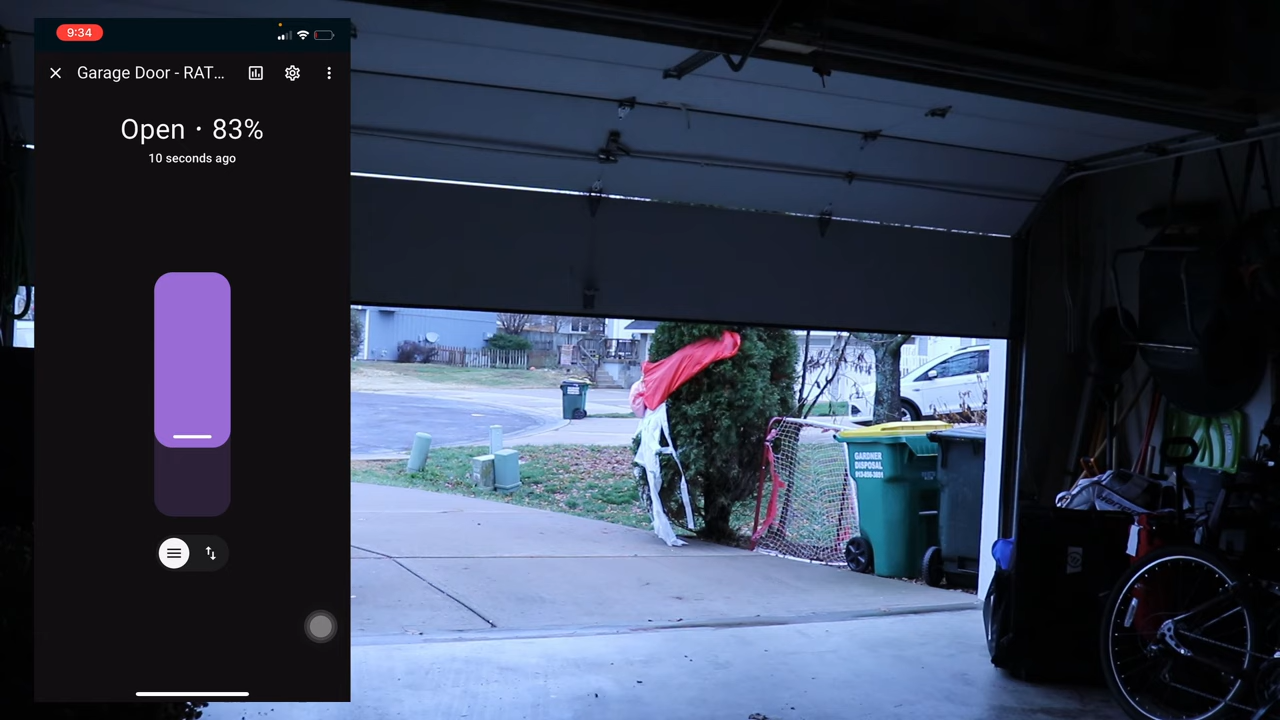 9:34
Garage Door - RAT...
Open · 83%
10 seconds ago
GARDNER
DISPOSAL